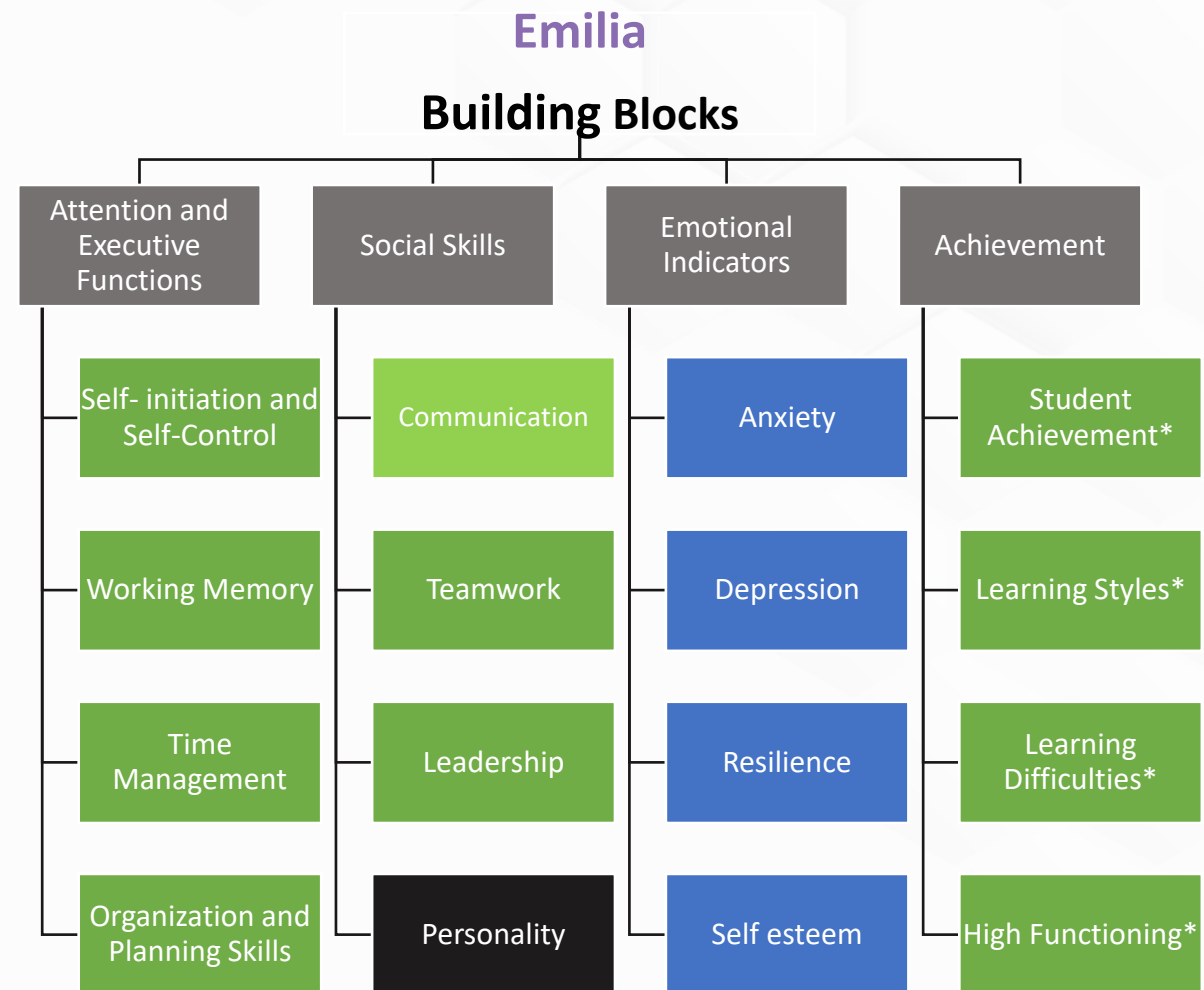 Emilia
Building Blocks
Attention and
Executive
Functions
Social Skills
Emotional
Indicators
Achievement
Self- initiation and
Self-Control
Communication
Anxiety
Student
Achievement*
Working Memory
Teamwork
Depression
Learning Styles*
Time
Management
Leadership
Resilience
Learning
Difficulties*
Organization and
Planning Skills
Personality
Self esteem
High Functioning*